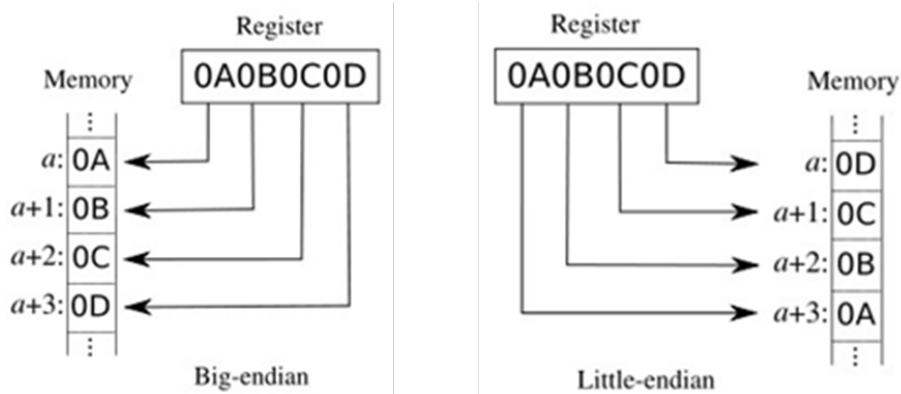 Register
0A0B0C0D
Memory
⋮
a: 0A
a+1: 0B
a+2: 0C
a+3: 0D
⋮
Big-endian
Register
0A0B0C0D
Memory
⋮
a: 0D
a+1: 0C
a+2: 0B
a+3: 0A
⋮
Little-endian